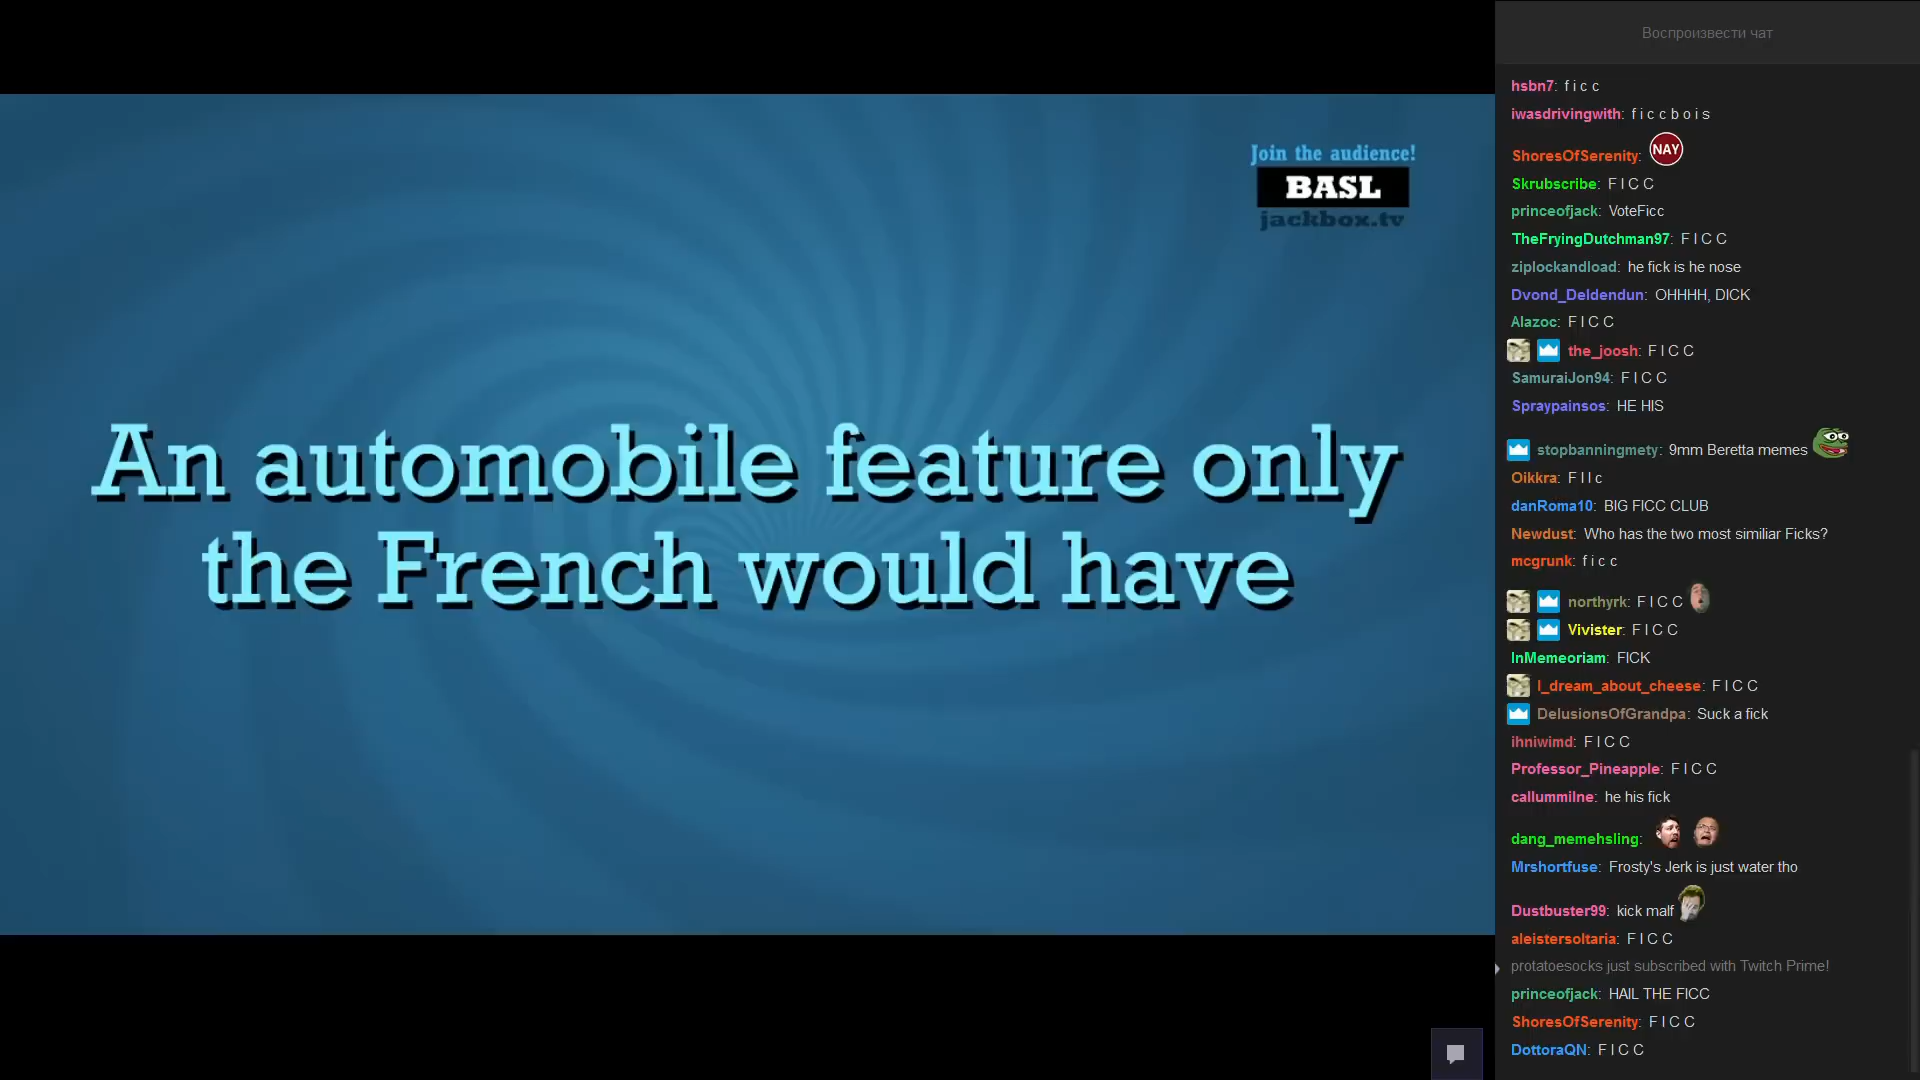 Join the audience!
BASL
jackbox.tv
An automobile feature only
the French would have
Воспроизвести чат
hsbn7: f i c c
iwasdrivingwith: f i c c b o i s
ShoresOfSerenity: NAY
Skrubscribe: F I C C
princeofjack: VoteFicc
TheFryingDutchman97: F I C C
ziplockandload: he fick is he nose
Dvond_Deldendun: OHHHH, DICK
Alazoc: F I C C
the_joosh: F I C C
SamuraiJon94: F I C C
Spraypainsos: HE HIS
stopbanningmety: 9mm Beretta memes
Oikkra: F I I c
danRoma10: BIG FICC CLUB
Newdust: Who has the two most similiar Ficks?
mcgrunk: f i c c
northyrk: F I C C
Vivister: F I C C
InMemeoriam: FICK
I_dream_about_cheese: F I C C
DelusionsOfGrandpa: Suck a fick
ihniwimd: F I C C
Professor_Pineapple: F I C C
callummilne: he his fick
dang_memehsling:
Mrshortfuse: Frosty's Jerk is just water tho
Dustbuster99: kick malf
aleistersoltaria: F I C C
protatoesocks just subscribed with Twitch Prime!
princeofjack: HAIL THE FICC
ShoresOfSerenity: F I C C
DottoraQN: F I C C